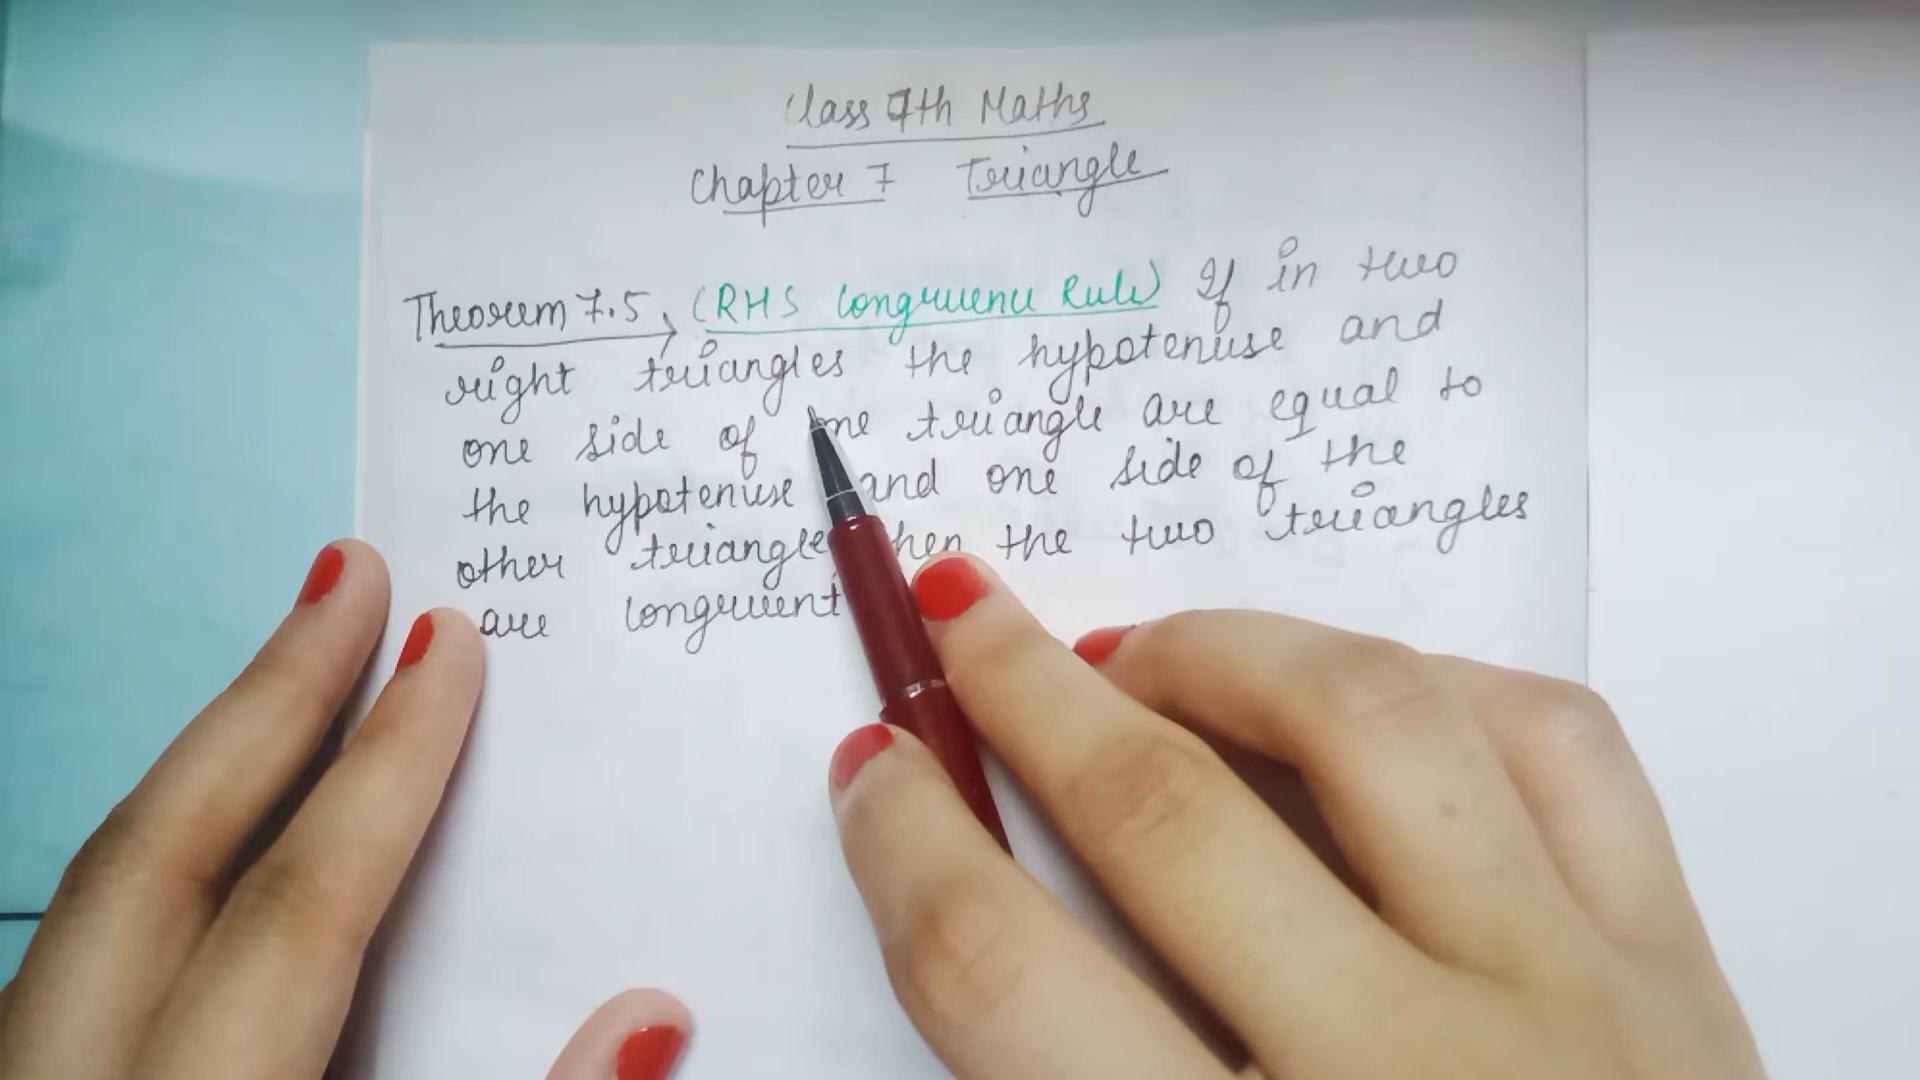 Class 9th Maths
Chapter 7 Triangle
Theorem 7.5, (RHS Congruence Rule) If in two
right triangles the hypotenuse and
one side of one triangle are equal to
the hypotenuse and one side of the
other triangle then the two triangles
are congruent